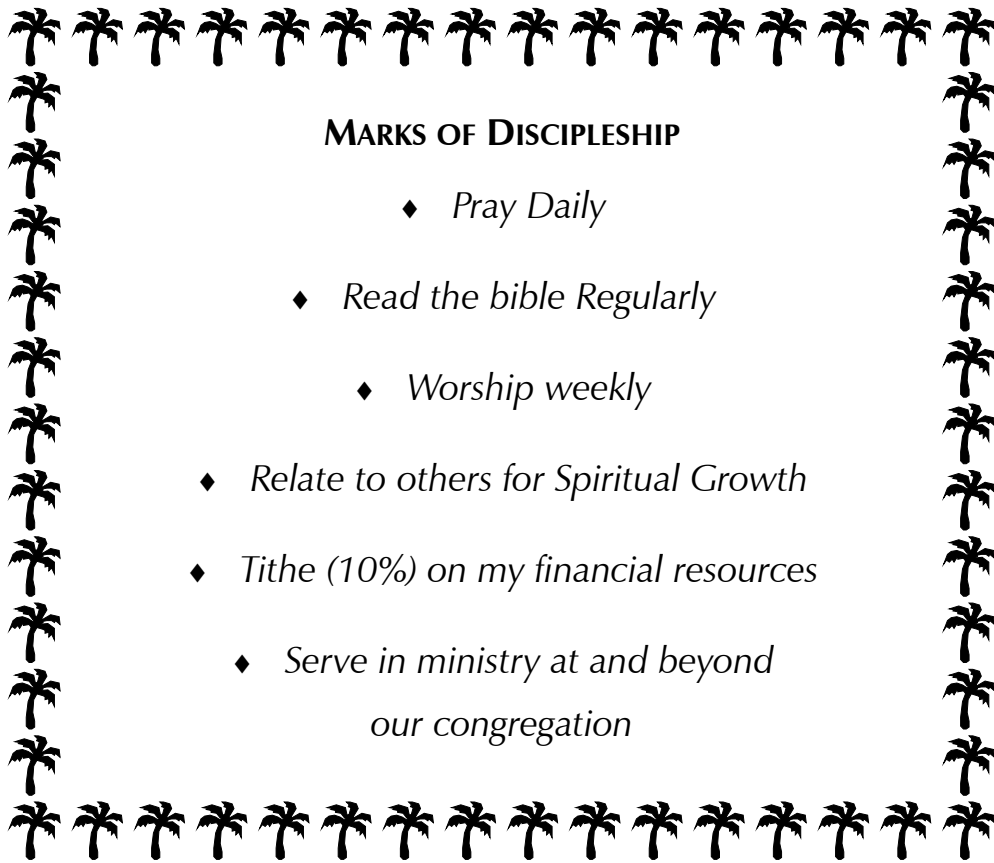 Marks of Discipleship
♦ Pray Daily
♦ Read the bible Regularly
♦ Worship weekly
♦ Relate to others for Spiritual Growth
♦ Tithe (10%) on my financial resources
♦ Serve in ministry at and beyond
our congregation